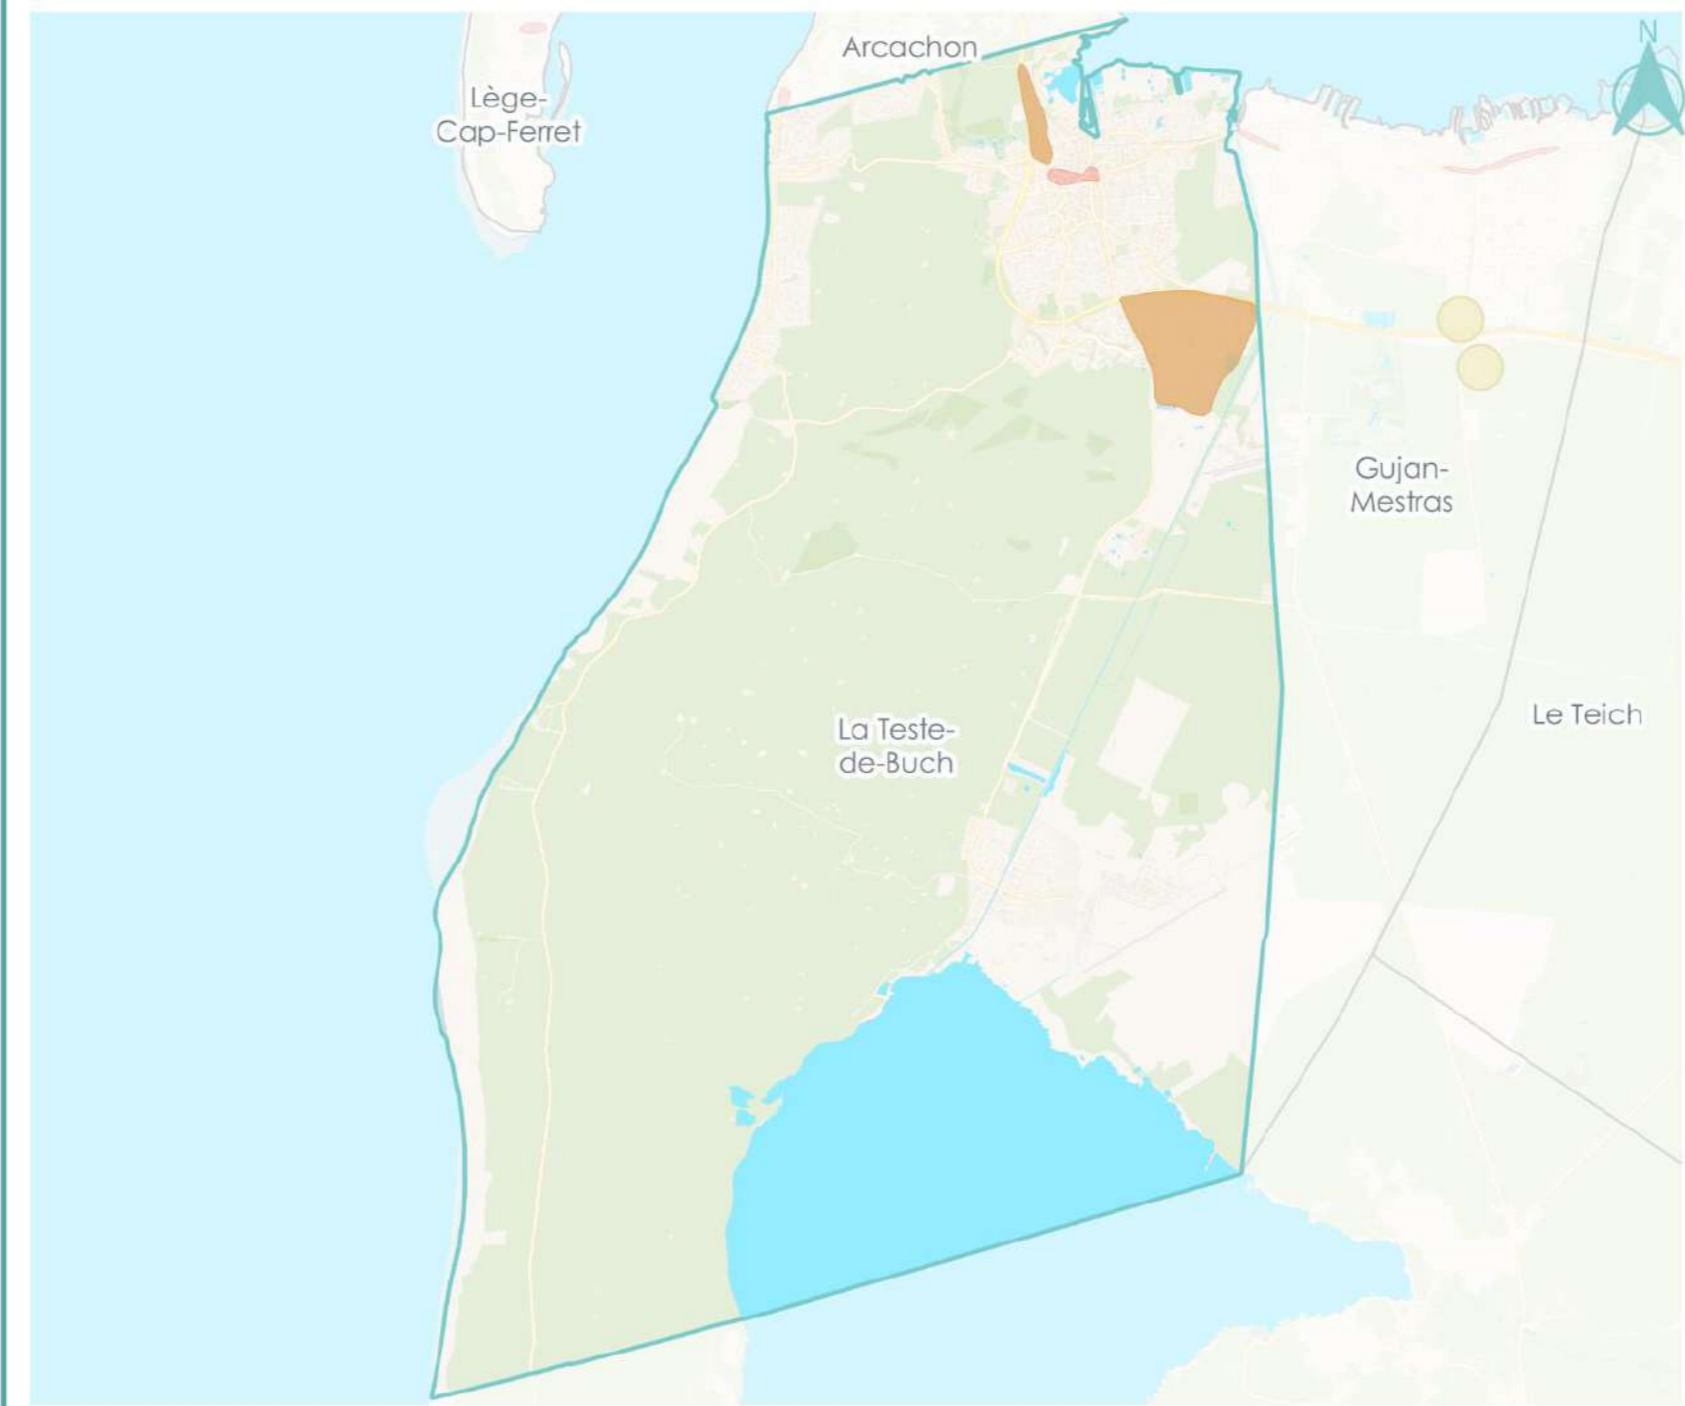 N
Arcachon
Lège-
Cap-Ferret
Gujan-
Mestras
Le Teich
La Teste-
de-Buch